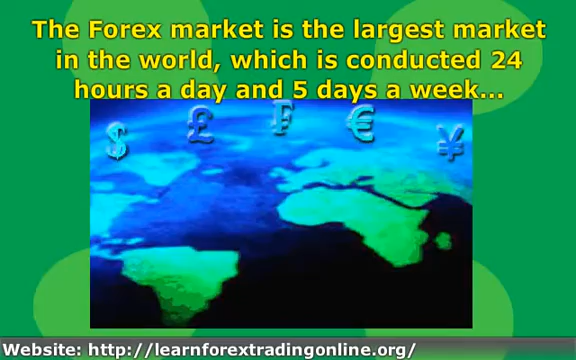 The Forex market is the largest market
in the world, which is conducted 24
hours a day and 5 days a week...
$ £ ₣ € ¥
Website: http://learnforextradingonline.org/